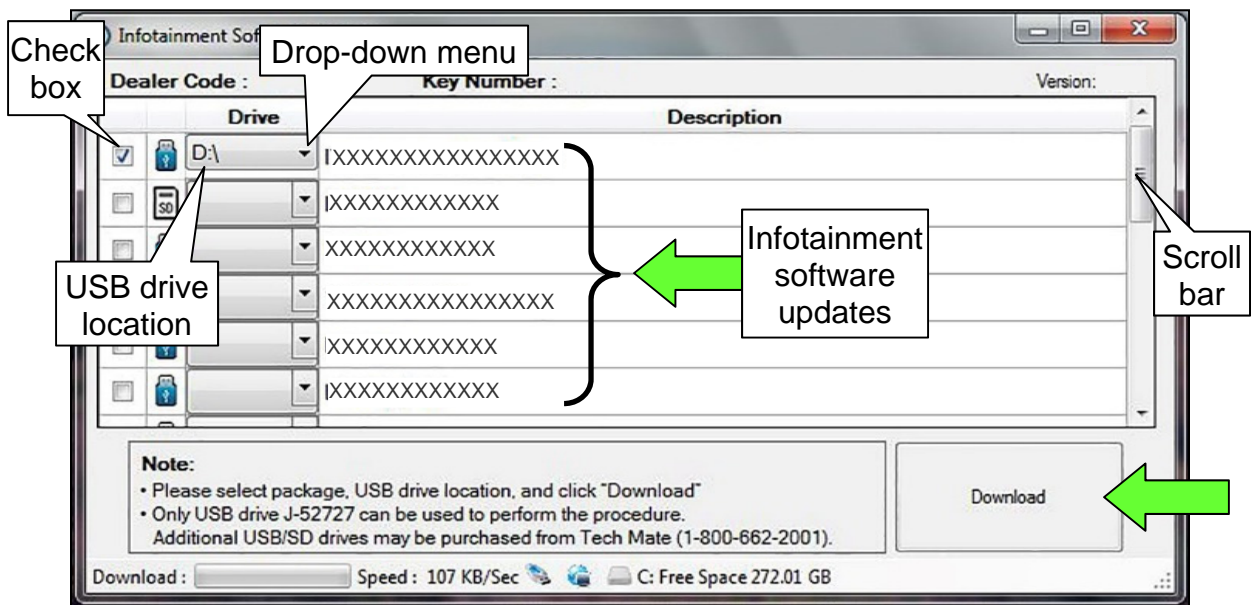 Infotainment Sof
Check
box
Drop-down menu
Dealer Code :
Key Number :
Version:
Drive
Description
D:\
XXXXXXXXXXXXXXXXX
SD
XXXXXXXXXXXX
XXXXXXXXXXXX
XXXXXXXXXXXXXXXX
XXXXXXXXXXXX
XXXXXXXXXXXX
USB drive
location
Infotainment
software
updates
Scroll
bar
Note:
• Please select package, USB drive location, and click "Download"
• Only USB drive J-52727 can be used to perform the procedure.
Additional USB/SD drives may be purchased from Tech Mate (1-800-662-2001).
Download
Download :
Speed : 107 KB/Sec
C: Free Space 272.01 GB